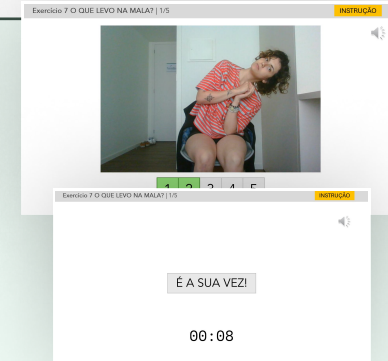 Exercício 7 O QUE LEVO NA MALA? | 1/5
INSTRUÇÃO
1 2 3 4 5
Exercício 7 O QUE LEVO NA MALA? | 1/5
INSTRUÇÃO
É A SUA VEZ!
00:08